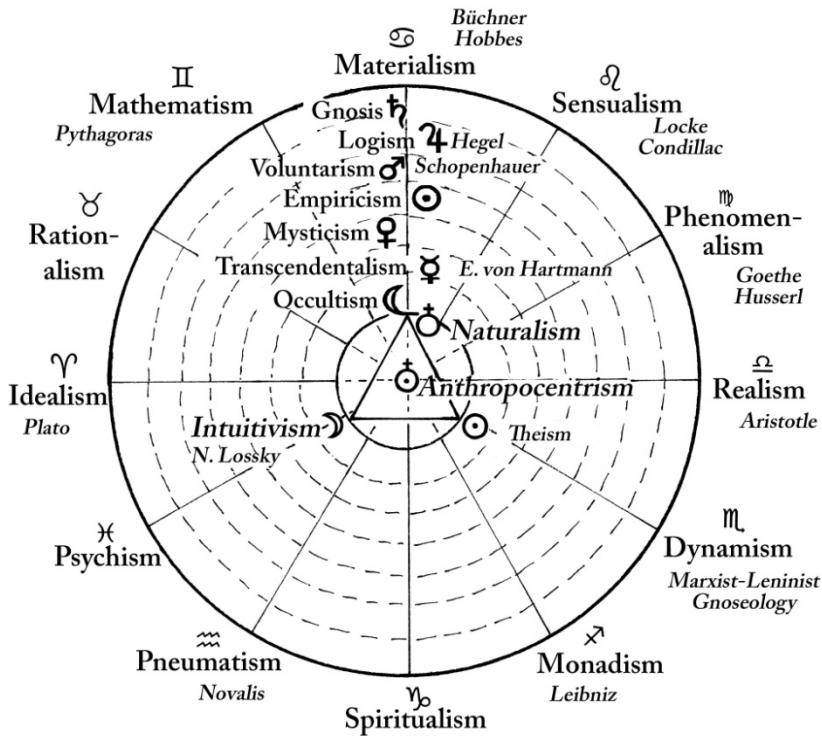 Büchner
Hobbes
♋
Materialism
♊
Mathematism
Pythagoras
♌
Sensualism
Locke
Condillac
Gnosis ♄
Logism ♃ Hegel
Voluntarism ♂ Schopenhauer
Empiricism ☉
Mysticism ♀
Transcendentalism ☿ E. von Hartmann
Occultism ☾
Naturalism
♉
Ration-
alism
♍
Phenomen-
alism
Goethe
Husserl
♈
Idealism
Plato
Anthropocentrism
♎
Realism
Aristotle
Intuitivism ☽
N. Lossky
☉ Theism
♓
Psychism
♏
Dynamism
Marxist-Leninist
Gnoseology
♒
Pneumatism
Novalis
♐
Monadism
Leibniz
♑
Spiritualism